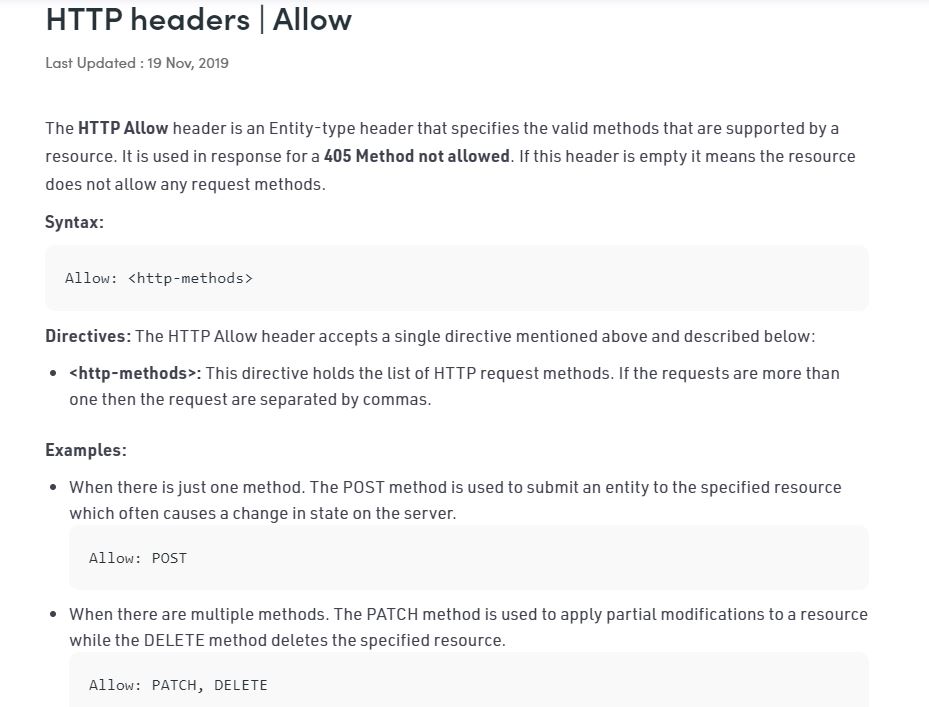 HTTP headers | Allow
Last Updated : 19 Nov, 2019
The HTTP Allow header is an Entity-type header that specifies the valid methods that are supported by a
resource. It is used in response for a 405 Method not allowed. If this header is empty it means the resource
does not allow any request methods.
Syntax:
Allow: <http-methods>
Directives: The HTTP Allow header accepts a single directive mentioned above and described below:
• <http-methods>: This directive holds the list of HTTP request methods. If the requests are more than
one then the request are separated by commas.
Examples:
• When there is just one method. The POST method is used to submit an entity to the specified resource
which often causes a change in state on the server.
Allow: POST
• When there are multiple methods. The PATCH method is used to apply partial modifications to a resource
while the DELETE method deletes the specified resource.
Allow: PATCH, DELETE